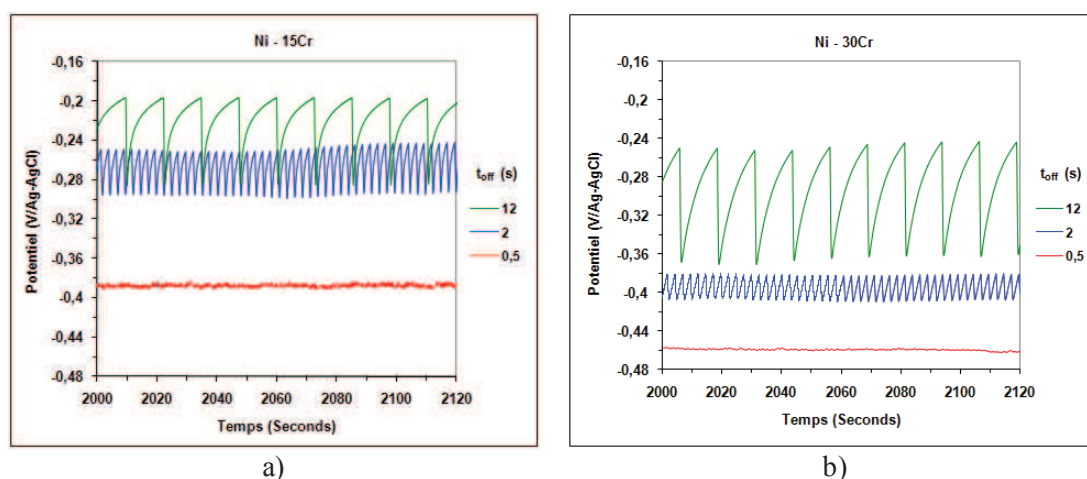 Ni - 15Cr
-0,16
-0,2
-0,24
-0,28
-0,32
-0,36
-0,4
-0,44
-0,48
Potentiel (V/Ag-AgCl)
2000 2020 2040 2060 2080 2100 2120
Temps (Seconds)
t_off (s)
12
2
0,5
a)
Ni - 30Cr
-0,16
-0,2
-0,24
-0,28
-0,32
-0,36
-0,4
-0,44
-0,48
Potentiel (V/Ag-AgCl)
2000 2020 2040 2060 2080 2100 2120
Temps (Seconds)
t_off (s)
12
2
0,5
b)